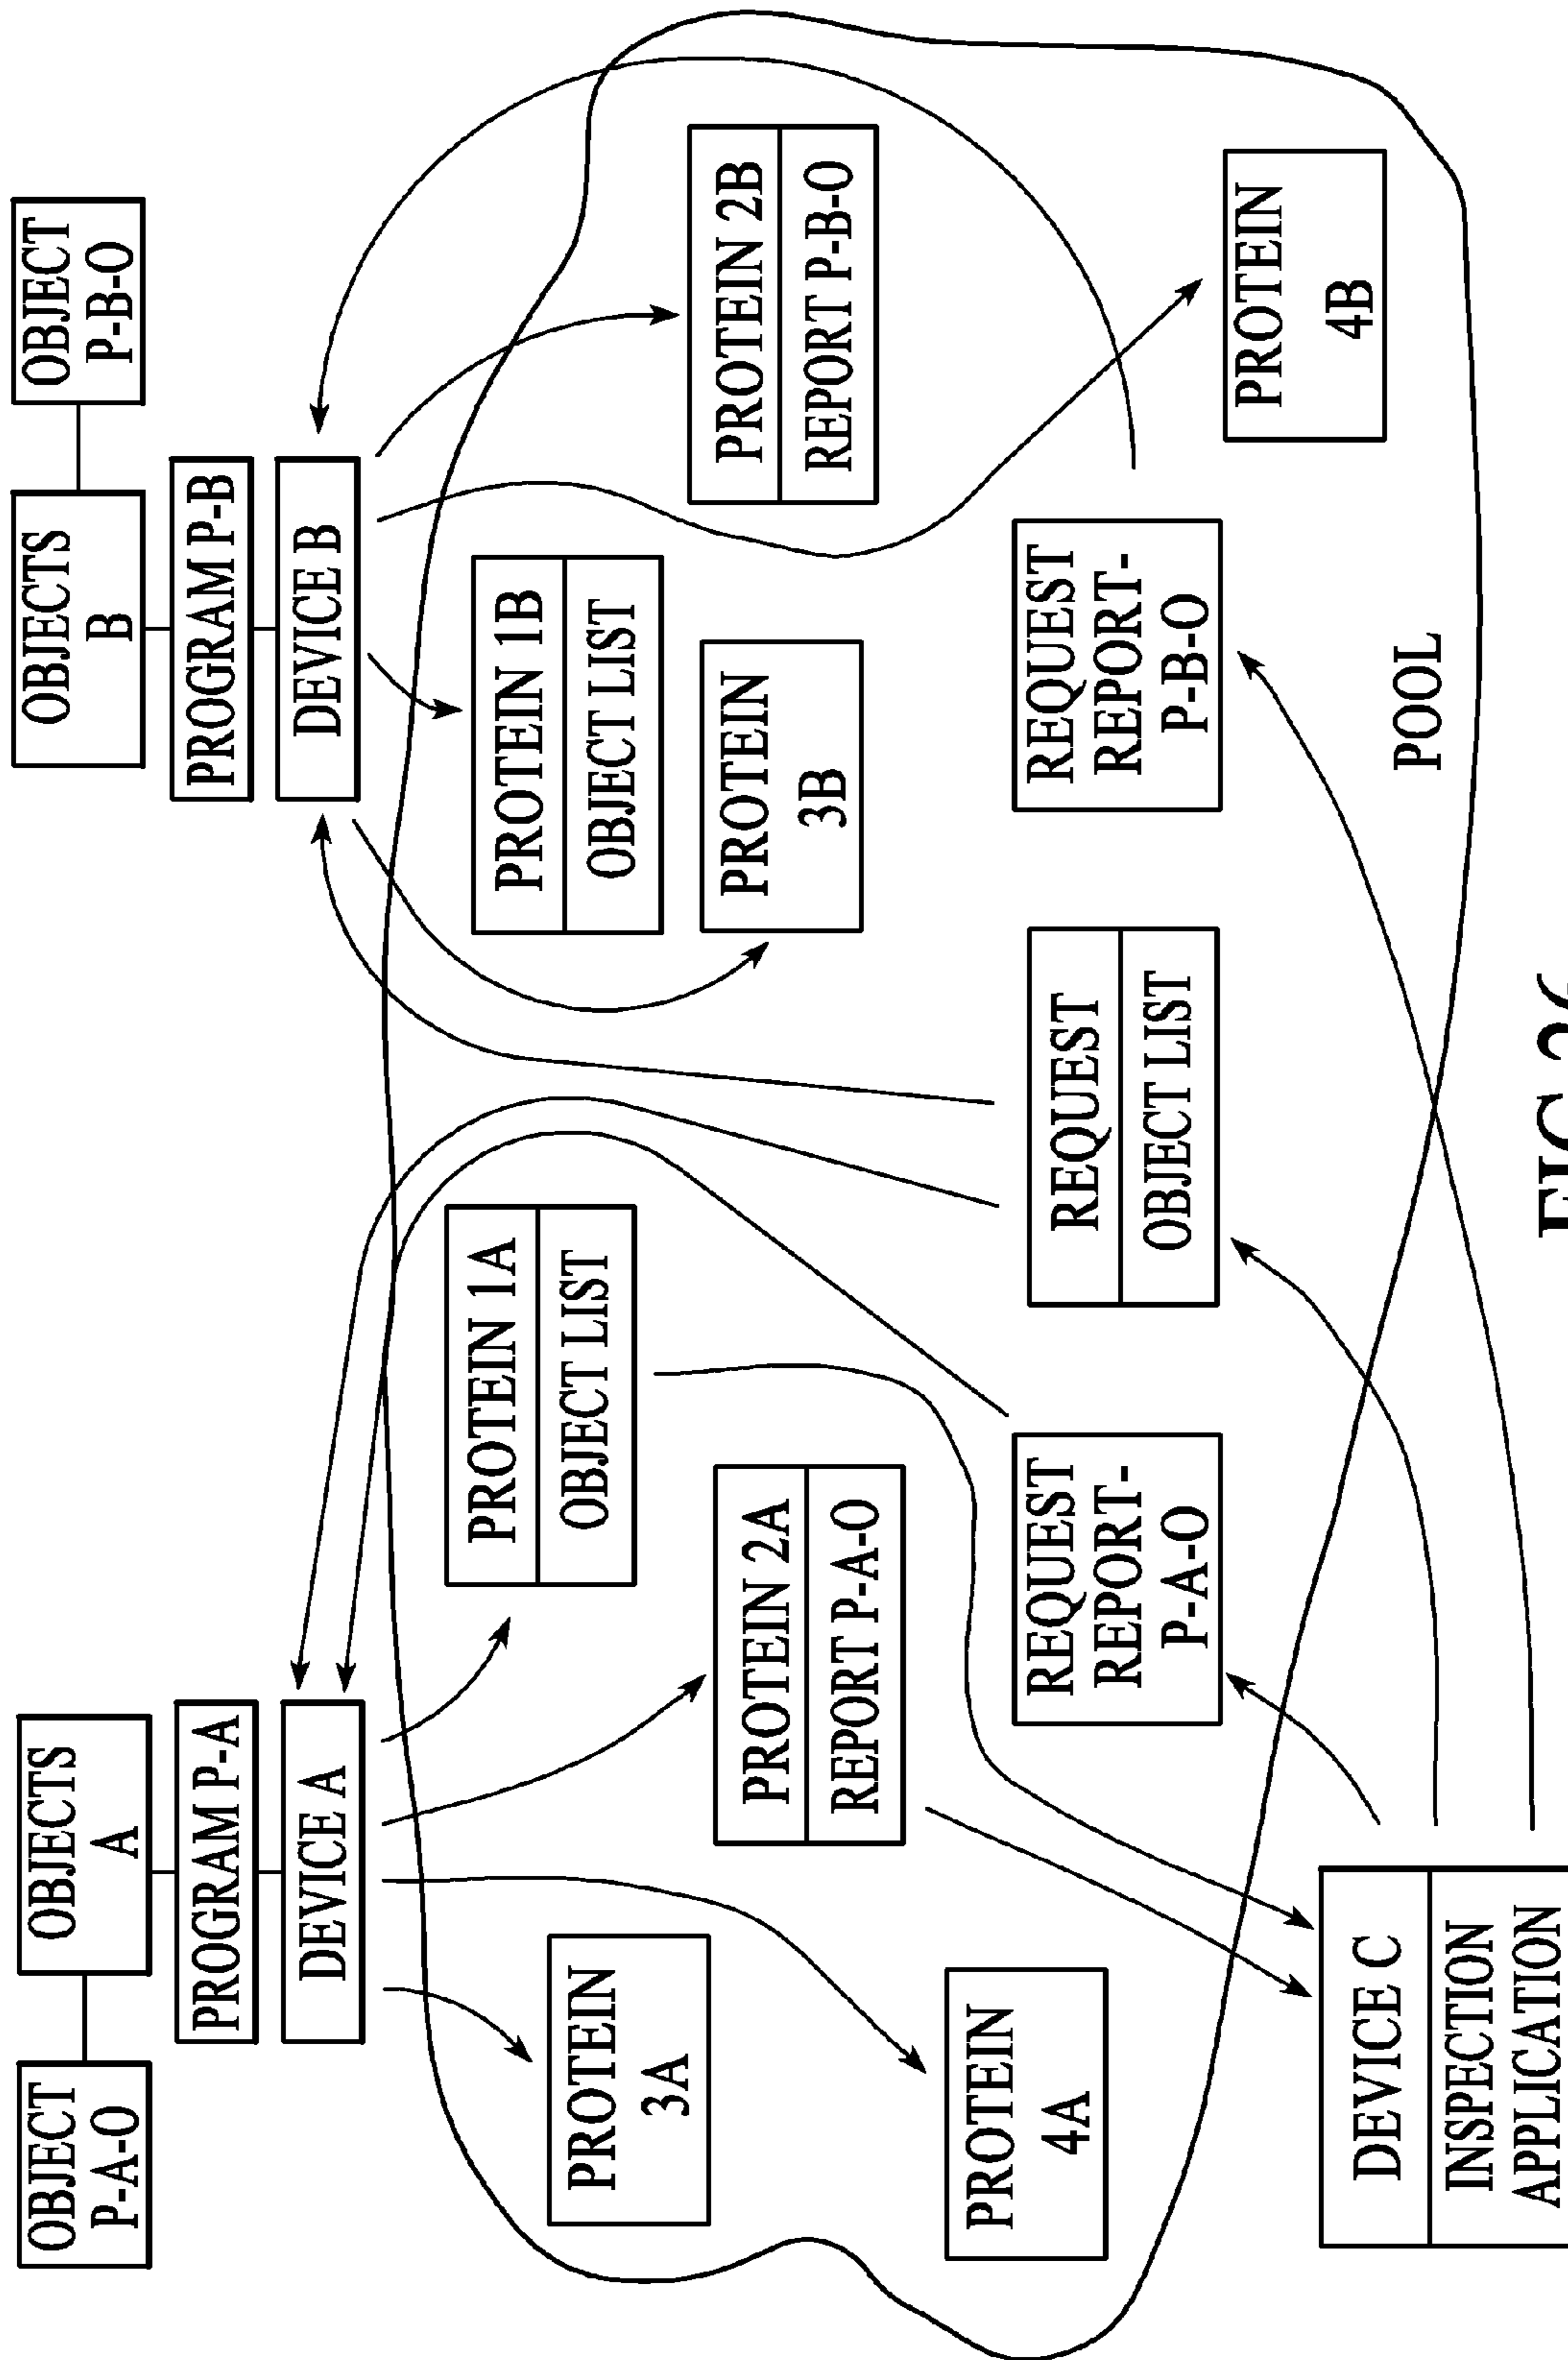 OBJECT
P-A-O
OBJECTS
A
PROGRAM P-A
DEVICE A
OBJECTS
B
OBJECT
P-B-O
PROGRAM P-B
DEVICE B
PROTEIN
3A
PROTEIN 1A
OBJECT LIST
PROTEIN 2A
REPORT P-A-O
PROTEIN
4A
PROTEIN 1B
OBJECT LIST
PROTEIN
3B
PROTEIN 2B
REPORT P-B-O
PROTEIN
4B
REQUEST
REPORT-
P-A-O
REQUEST
OBJECT LIST
REQUEST
REPORT-
P-B-O
POOL
DEVICE C
INSPECTION
APPLICATION